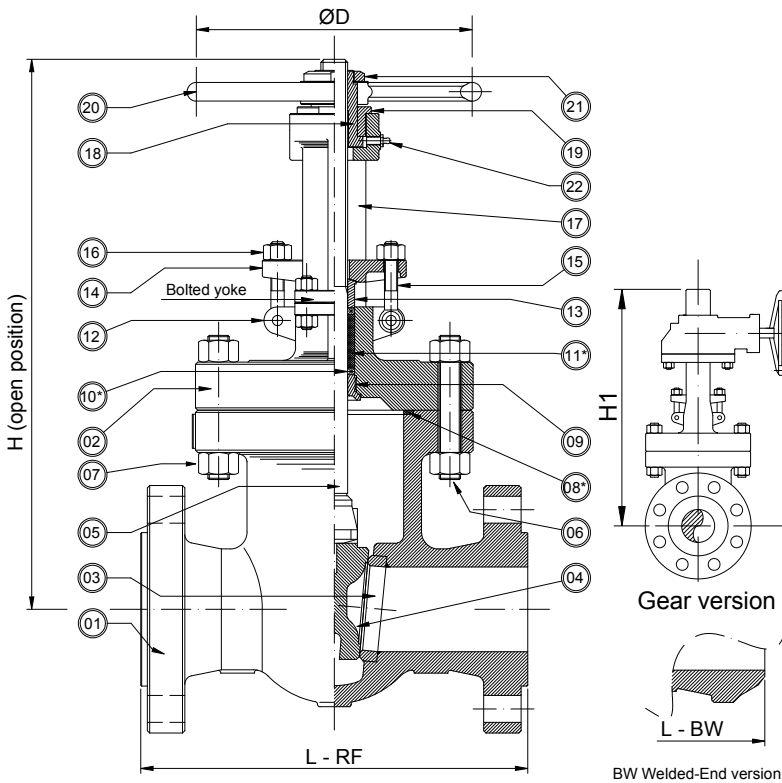 ØD
H (open position)
20
21
18
19
22
17
16
15
14
Bolted yoke
12
13
11*
10*
02
09
07
08*
05
06
03
04
01
L - RF
H1
Gear version
L - BW
BW Welded-End version